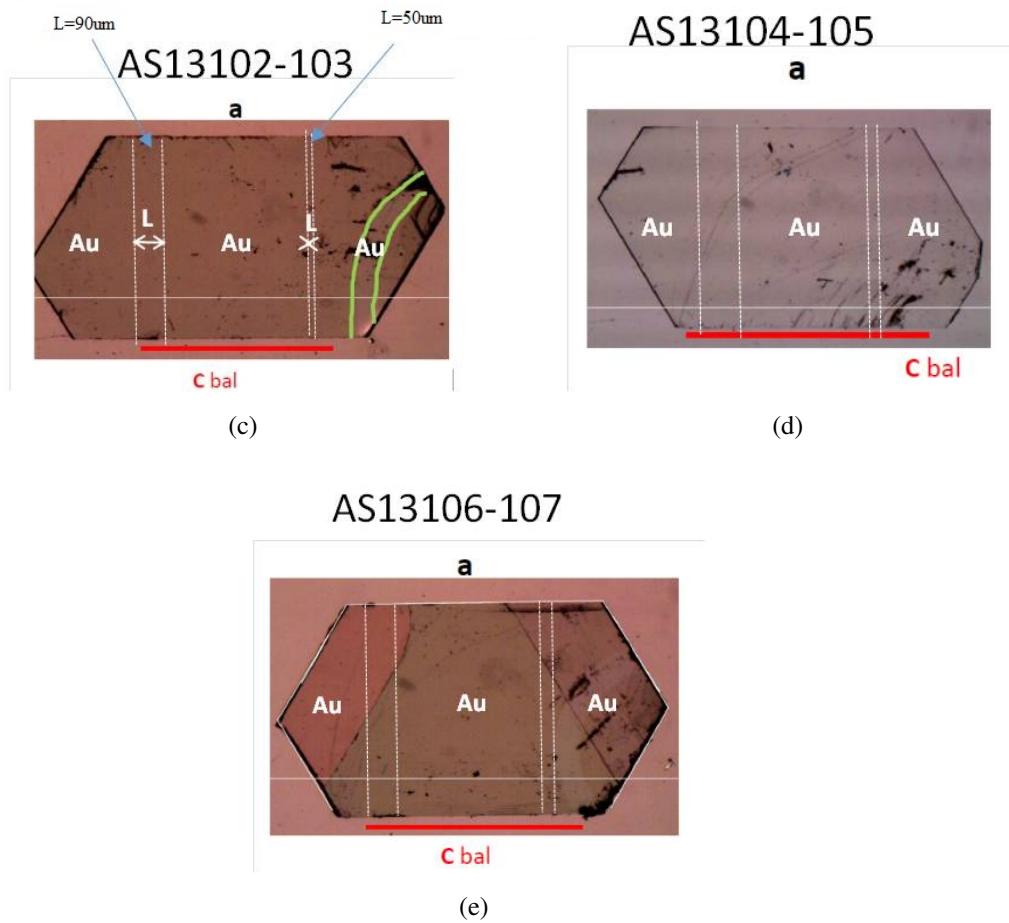 L=90um
L=50um
AS13102-103
a
L
L
Au
Au
Au
C bal
(c)
AS13104-105
a
Au
Au
Au
C bal
(d)
AS13106-107
a
Au
Au
Au
C bal
(e)